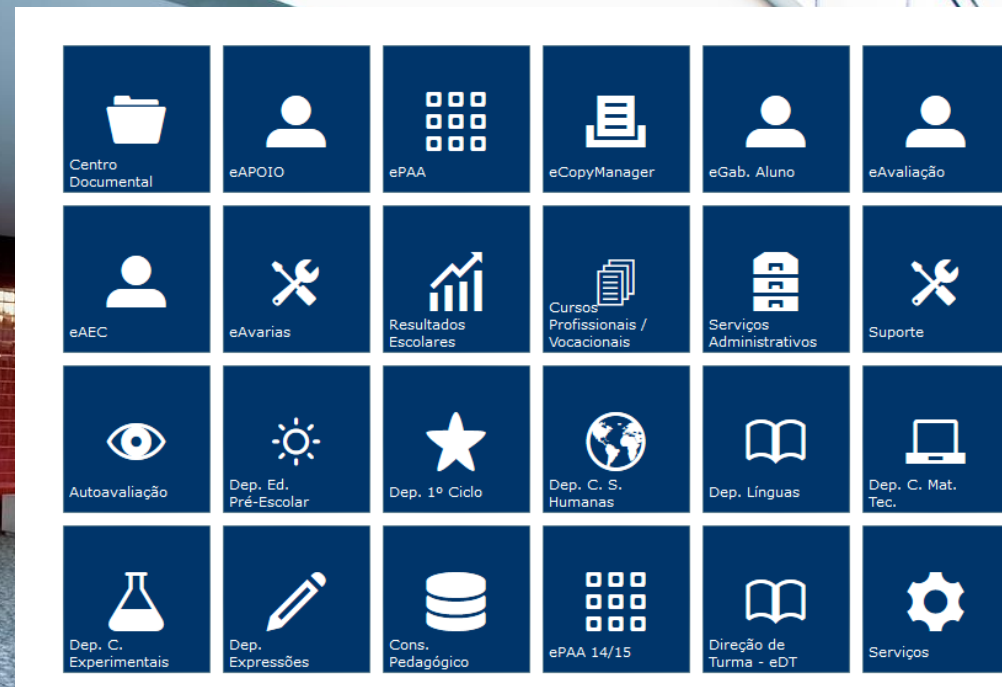 Centro
Documental
eAPOIO
ePAA
eCopyManager
eGab. Aluno
eAvaliação
eAEC
eAvarias
Resultados
Escolares
Cursos
Profissionais /
Vocacionais
Serviços
Administrativos
Suporte
Autoavaliação
Dep. Ed.
Pré-Escolar
Dep. 1º Ciclo
Dep. C. S.
Humanas
Dep. Línguas
Dep. C. Mat.
Tec.
Dep. C.
Experimentais
Dep.
Expressões
Cons.
Pedagógico
ePAA 14/15
Direção de
Turma - eDT
Serviços